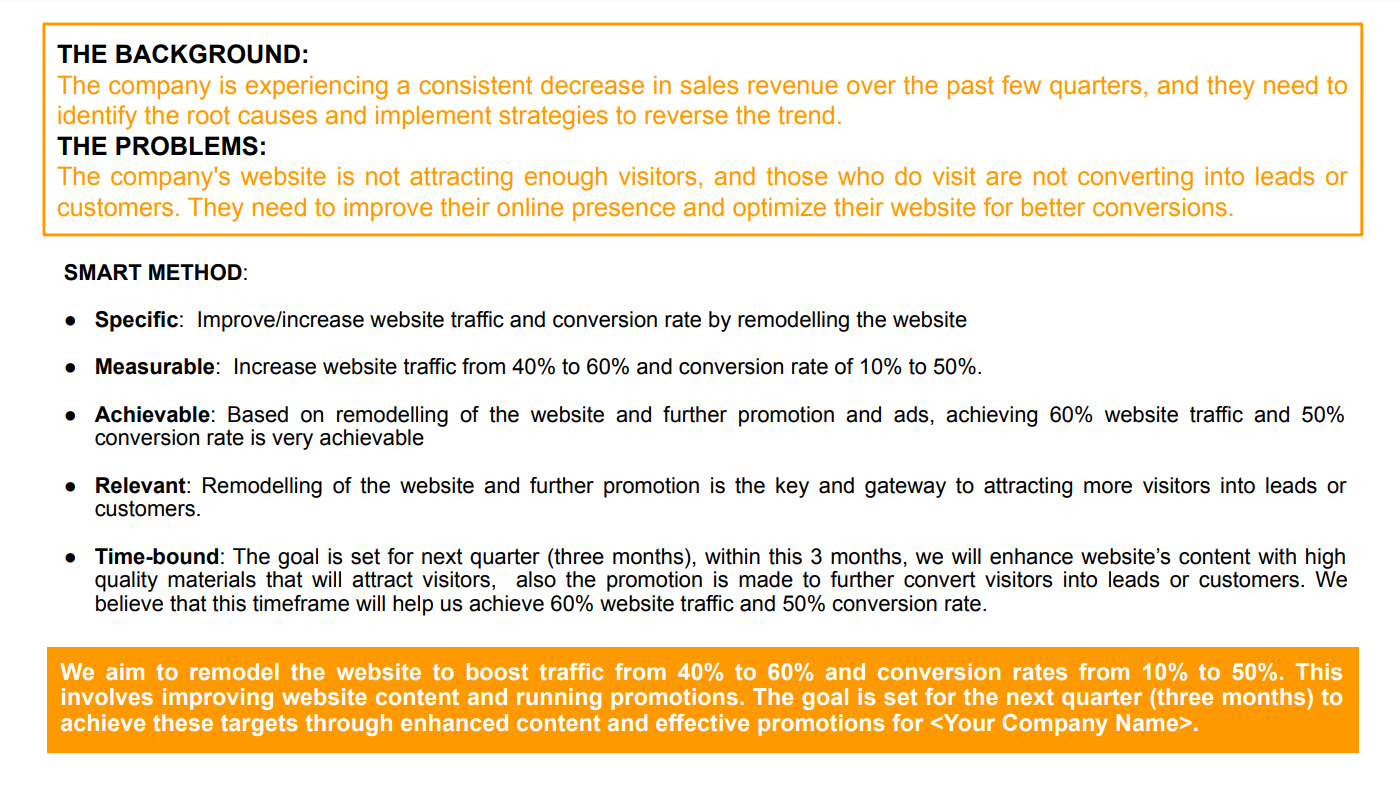 THE BACKGROUND:
The company is experiencing a consistent decrease in sales revenue over the past few quarters, and they need to
identify the root causes and implement strategies to reverse the trend.
THE PROBLEMS:
The company's website is not attracting enough visitors, and those who do visit are not converting into leads or
customers. They need to improve their online presence and optimize their website for better conversions.
SMART METHOD:
● Specific:  Improve/increase website traffic and conversion rate by remodelling the website
● Measurable:  Increase website traffic from 40% to 60% and conversion rate of 10% to 50%.
● Achievable: Based on remodelling of the website and further promotion and ads, achieving 60% website traffic and 50%
conversion rate is very achievable
● Relevant: Remodelling of the website and further promotion is the key and gateway to attracting more visitors into leads or
customers.
● Time-bound: The goal is set for next quarter (three months), within this 3 months, we will enhance website’s content with high
quality materials that will attract visitors,  also the promotion is made to further convert visitors into leads or customers. We
believe that this timeframe will help us achieve 60% website traffic and 50% conversion rate.
We aim to remodel the website to boost traffic from 40% to 60% and conversion rates from 10% to 50%. This
involves improving website content and running promotions. The goal is set for the next quarter (three months) to
achieve these targets through enhanced content and effective promotions for <Your Company Name>.